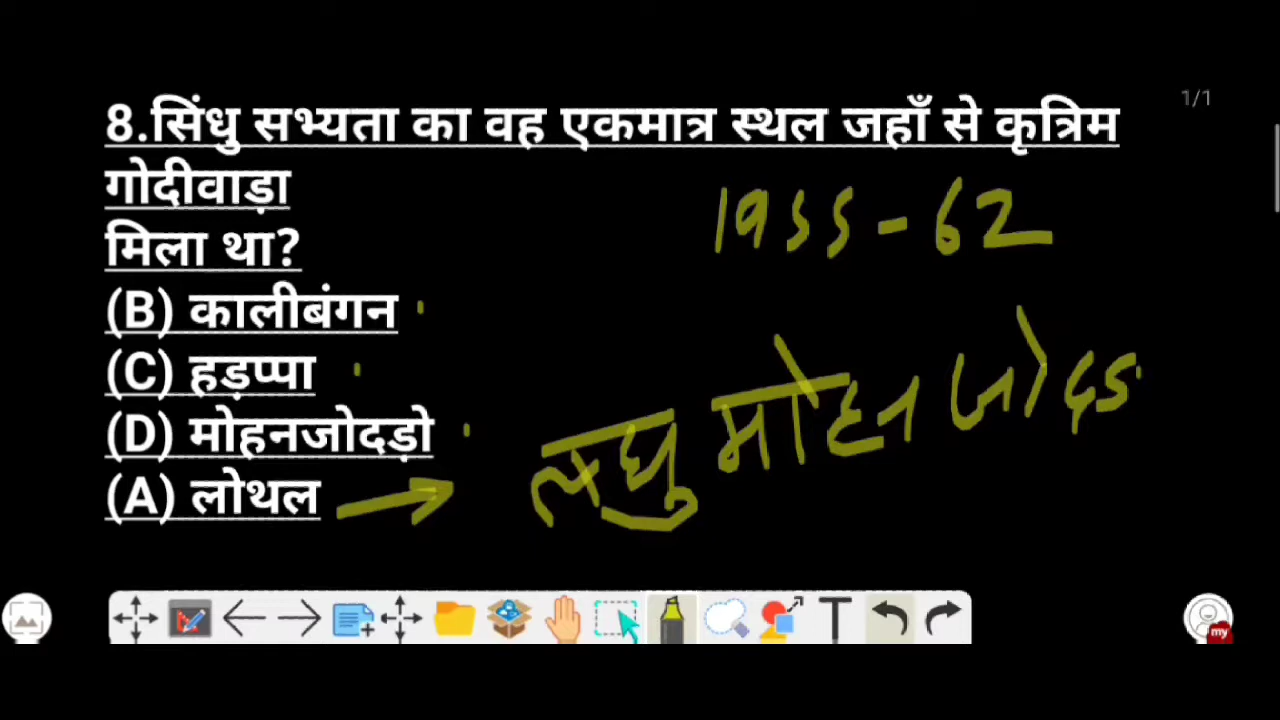 1/1
8.सिंधु सभ्यता का वह एकमात्र स्थल जहाँ से कृत्रिम
गोदीवाड़ा
मिला था?
1955-62
(B) कालीबंगन
(C) हड़प्पा
(D) मोहनजोदड़ो
(A) लोथल → लघु मोहनजोदड़
my